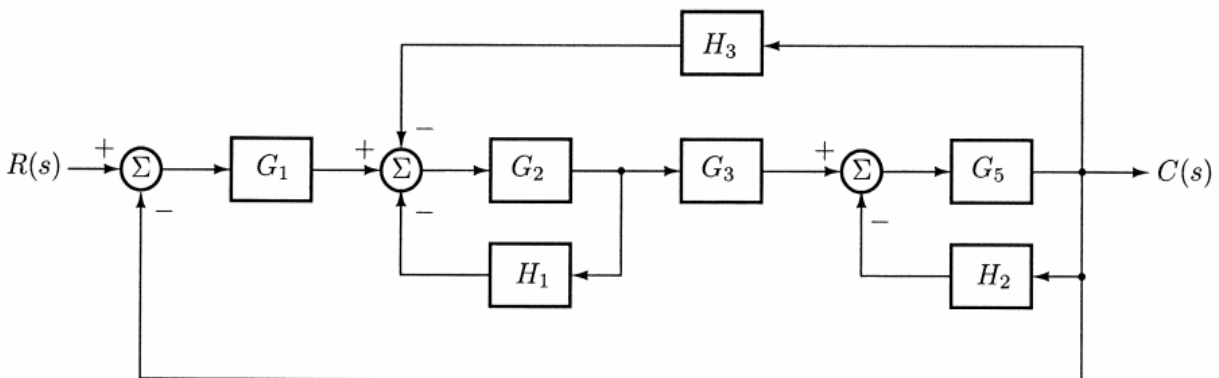 H₃
−
R(s) + Σ G₁ + Σ G₂ G₃ + Σ G₅ C(s)
− − −
H₁ H₂